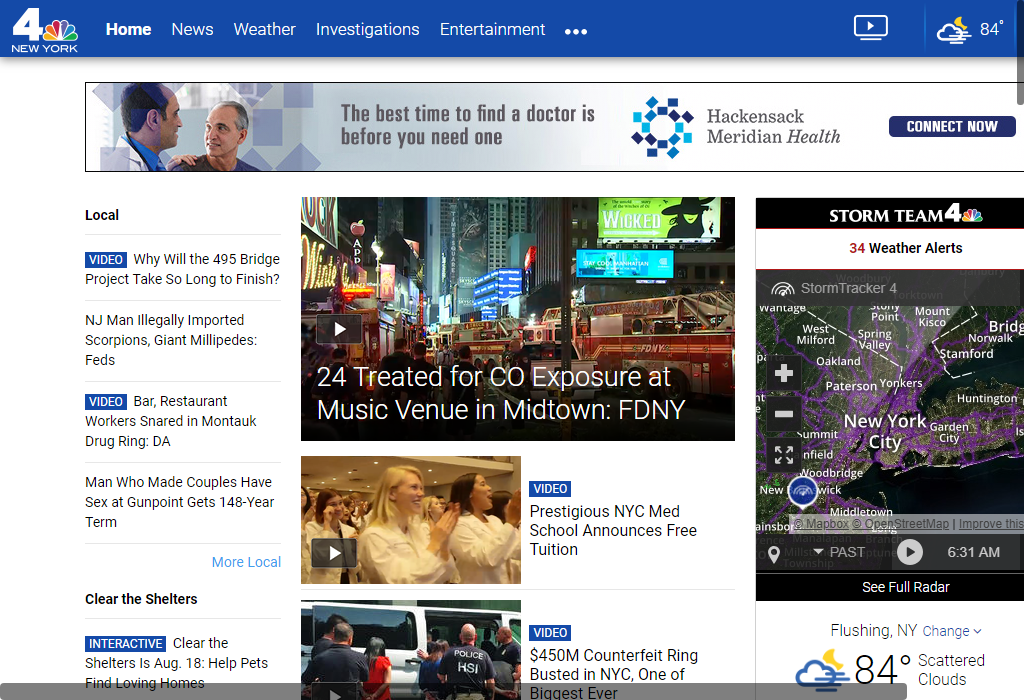 4
NEW YORK
Home News Weather Investigations Entertainment
84°
The best time to find a doctor is
before you need one
Hackensack
Meridian Health
CONNECT NOW
Local
VIDEO Why Will the 495 Bridge
Project Take So Long to Finish?
NJ Man Illegally Imported
Scorpions, Giant Millipedes:
Feds
VIDEO Bar, Restaurant
Workers Snared in Montauk
Drug Ring: DA
Man Who Made Couples Have
Sex at Gunpoint Gets 148-Year
Term
More Local
Clear the Shelters
INTERACTIVE Clear the
Shelters Is Aug. 18: Help Pets
Find Loving Homes
WICKED
STAY COOL MANHATTAN
FDNY
24 Treated for CO Exposure at
Music Venue in Midtown: FDNY
VIDEO
Prestigious NYC Med
School Announces Free
Tuition
POLICE
HSI
VIDEO
$450M Counterfeit Ring
Busted in NYC, One of
Biggest Ever
STORM TEAM 4
34 Weather Alerts
StormTracker 4
Yorktown
Wantage
Stony
Point
Mount
Kisco
West
Milford
Spring
Valley
Norwalk
Stamford
Oakland
Paterson
Yonkers
Huntington
New York
City
Garden
City
Summit
Woodbridge
Middletown
© Mapbox © OpenStreetMap | Improve this
PAST
6:31 AM
See Full Radar
Flushing, NY Change
84° Scattered
Clouds